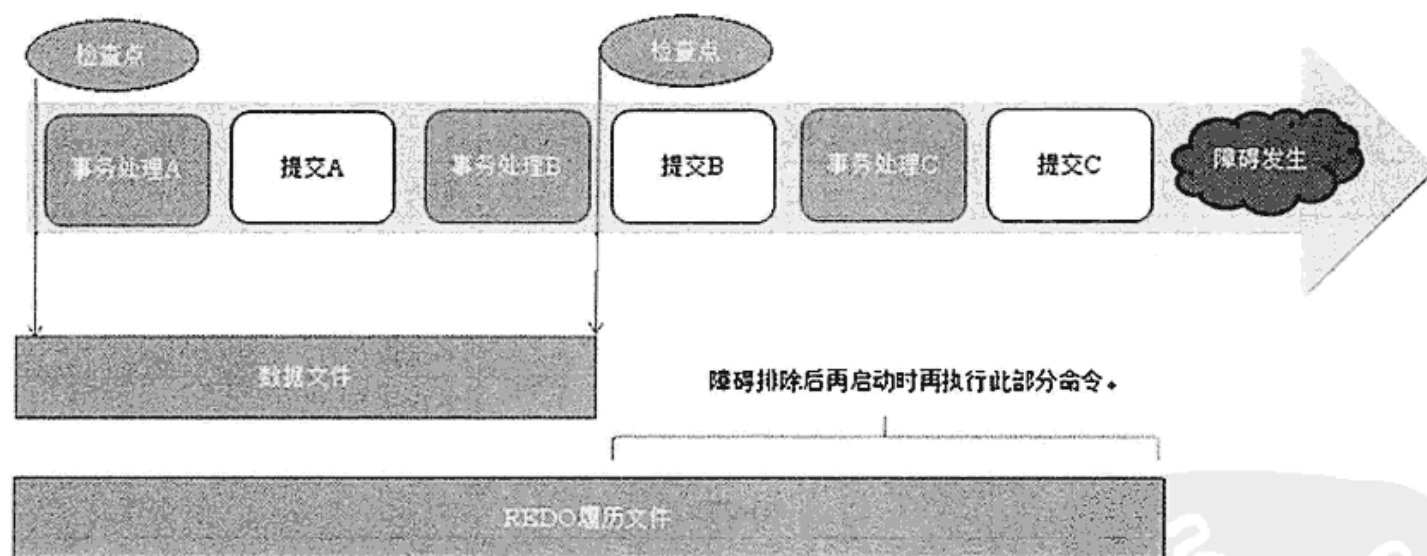 检查点
检查点
事务处理A
提交A
事务处理B
提交B
事务处理C
提交C
障碍发生
数据文件
障碍排除后再启动时再执行此部分命令。
REDO履历文件